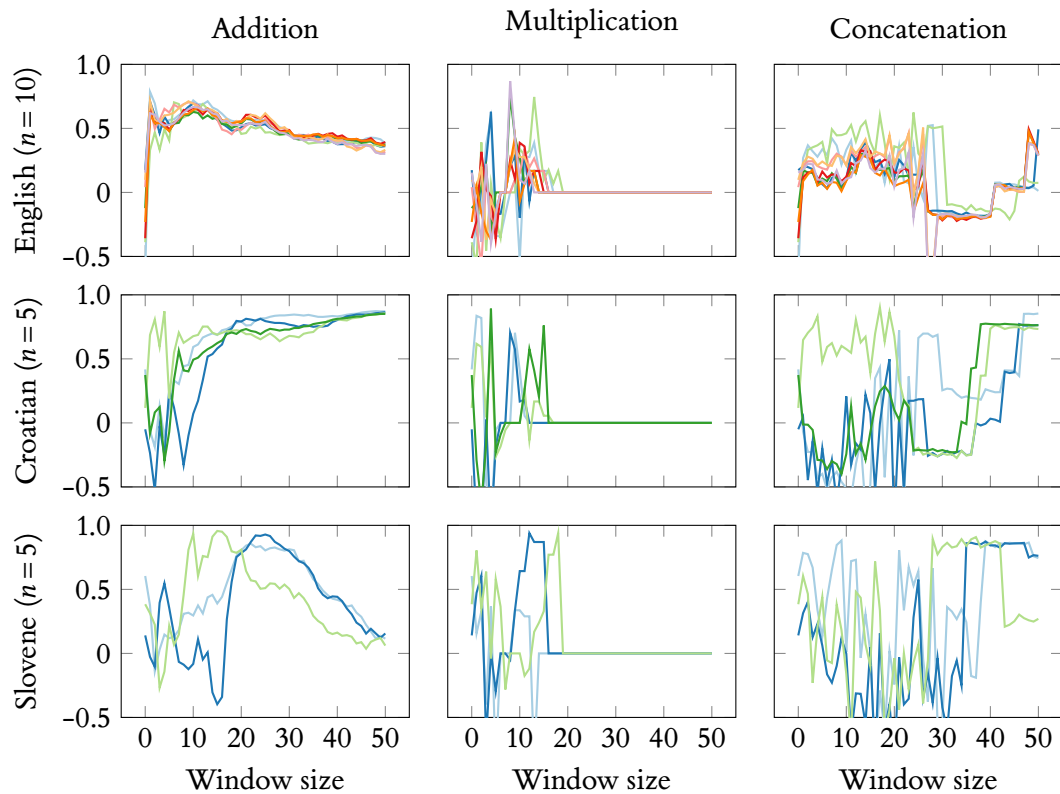 Addition
Multiplication
Concatenation
English (n = 10)
1.0
0.5
0
−0.5
Croatian (n = 5)
1.0
0.5
0
−0.5
Slovene (n = 5)
1.0
0.5
0
−0.5
0 10 20 30 40 50
0 10 20 30 40 50
0 10 20 30 40 50
Window size
Window size
Window size